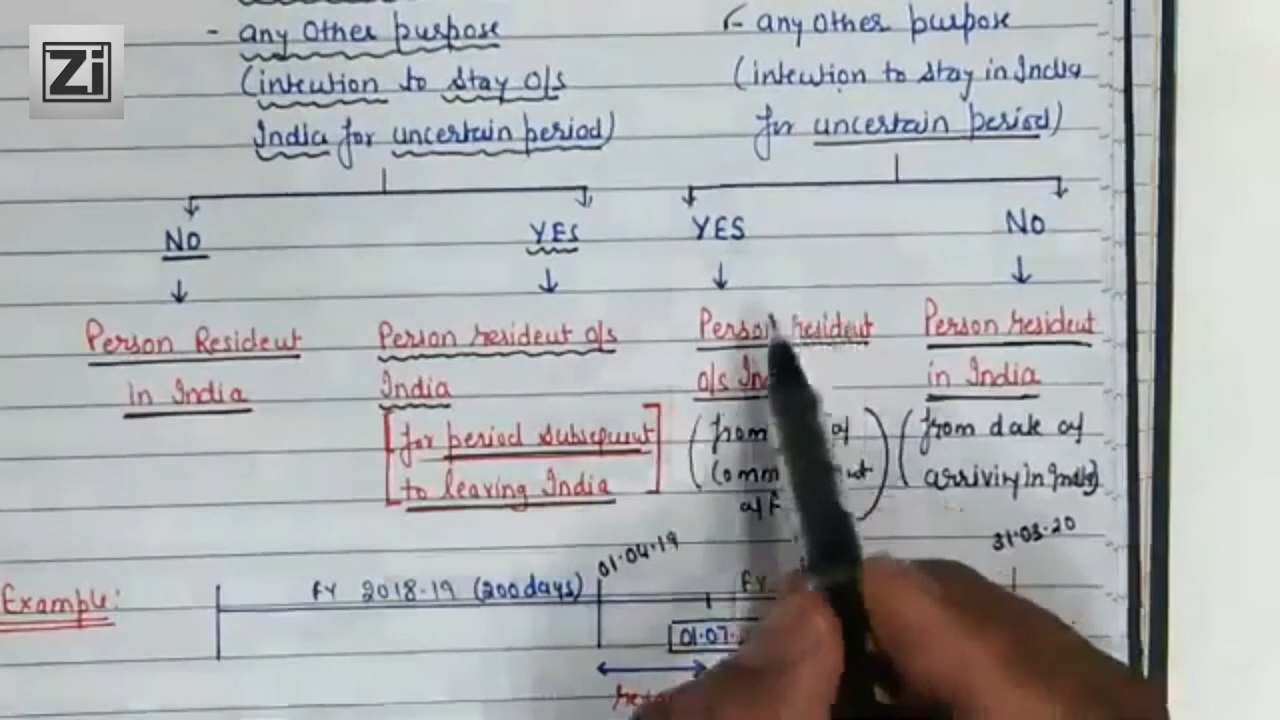 Zi
- any Other purpose
(intention to stay o/s
India for uncertain period)
NO
YES
Person Resident
In India
Person resident o/s
India
[for period subsequent
to leaving India]
- any Other purpose
(intention to stay in India
for uncertain period)
YES
NO
Person resident
o/s
(from of
Person resident
in India
(from date of
arriving in India)
Example:
FY 2018-19 (200 days)
01.04.19
FY
31.03.20
01.07.